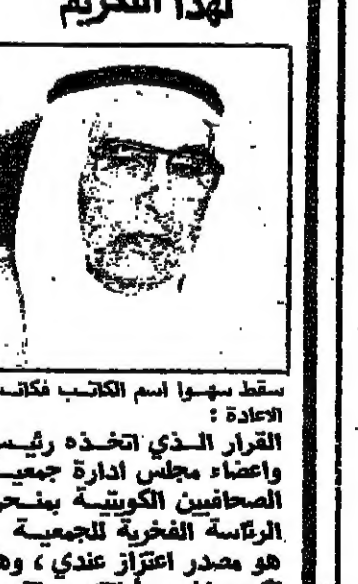 لهذا التكريم
سقط سهوا اسم الكاتب فكانت
الاعادة :
القرار الذي اتخذه رئيس
واعضاء مجلس ادارة جمعية
الصحافيين الكويتية بمنح
الرئاسة الفخرية للجمعية
هو مصدر اعتزاز عندي ، وهو